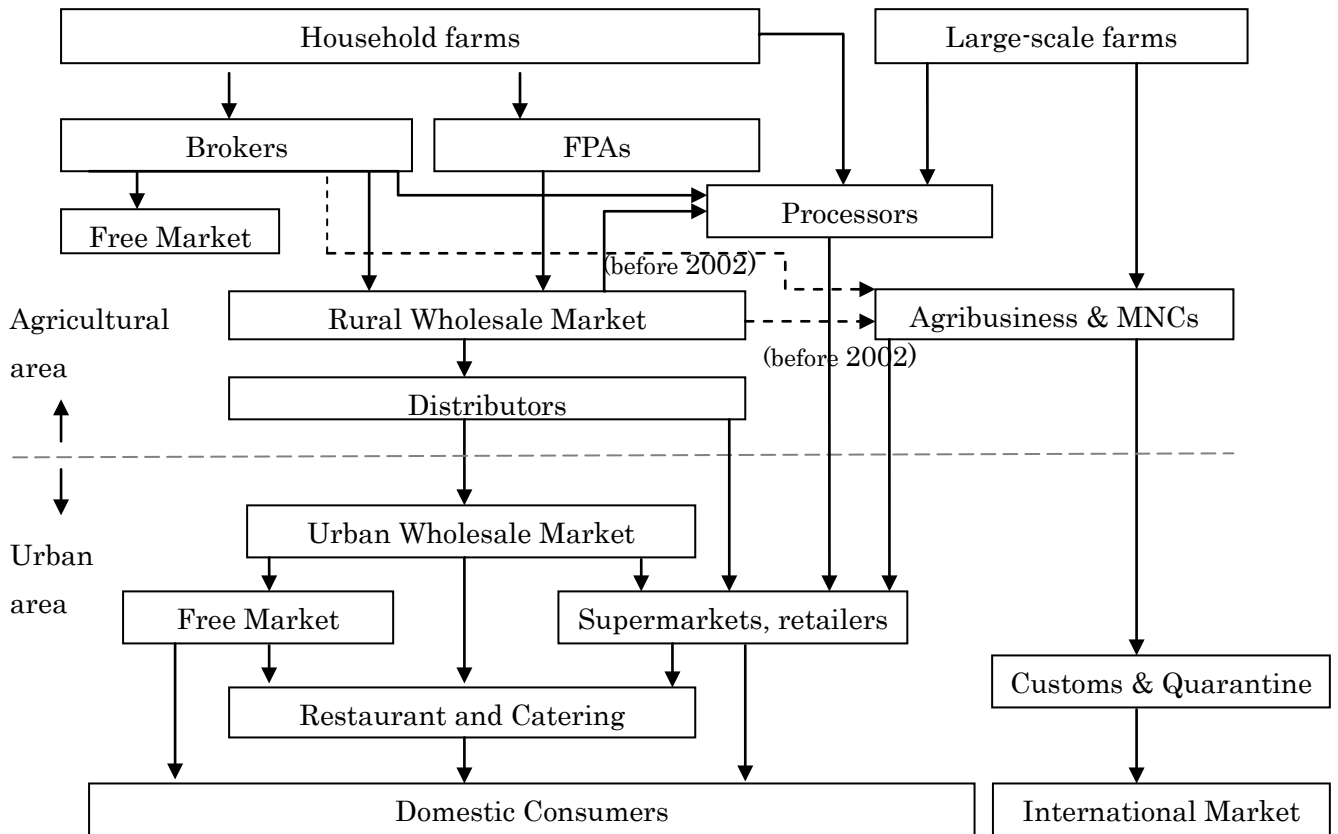 Household farms
Large-scale farms
Brokers
FPAs
Processors
Free Market
(before 2002)
Agricultural
area
Rural Wholesale Market
Agribusiness & MNCs
(before 2002)
Distributors
Urban Wholesale Market
Urban
area
Free Market
Supermarkets, retailers
Customs & Quarantine
Restaurant and Catering
Domestic Consumers
International Market